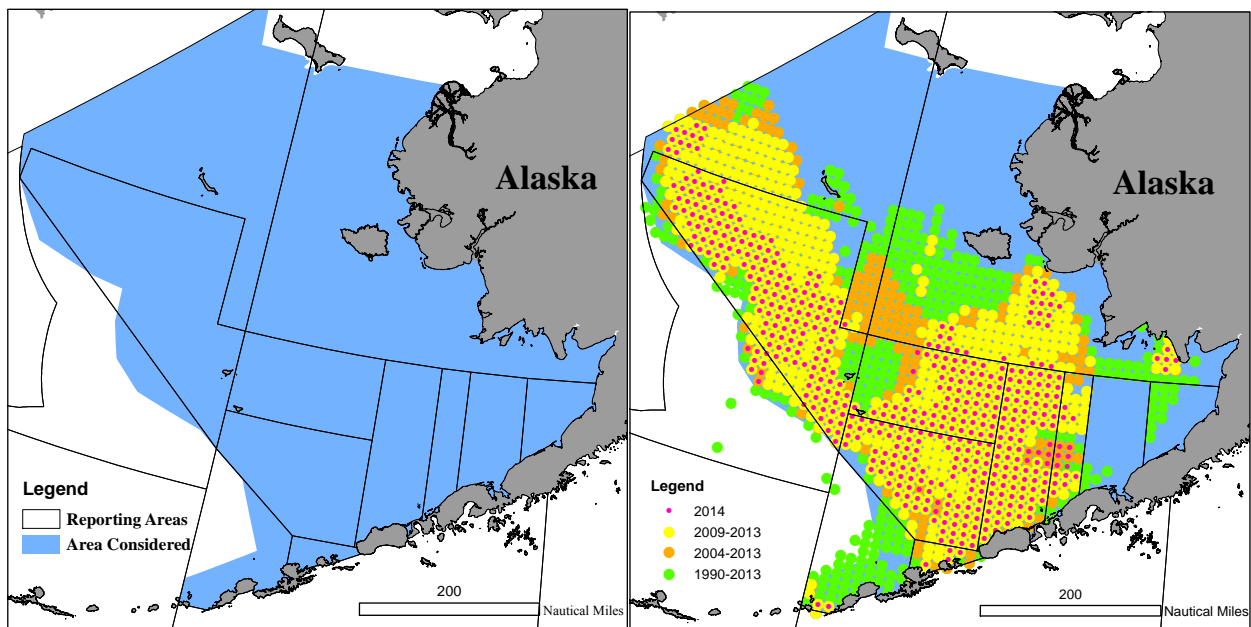 Alaska
Legend
Reporting Areas
Area Considered
200
Nautical Miles
Alaska
Legend
2014
2009-2013
2004-2013
1990-2013
200
Nautical Miles